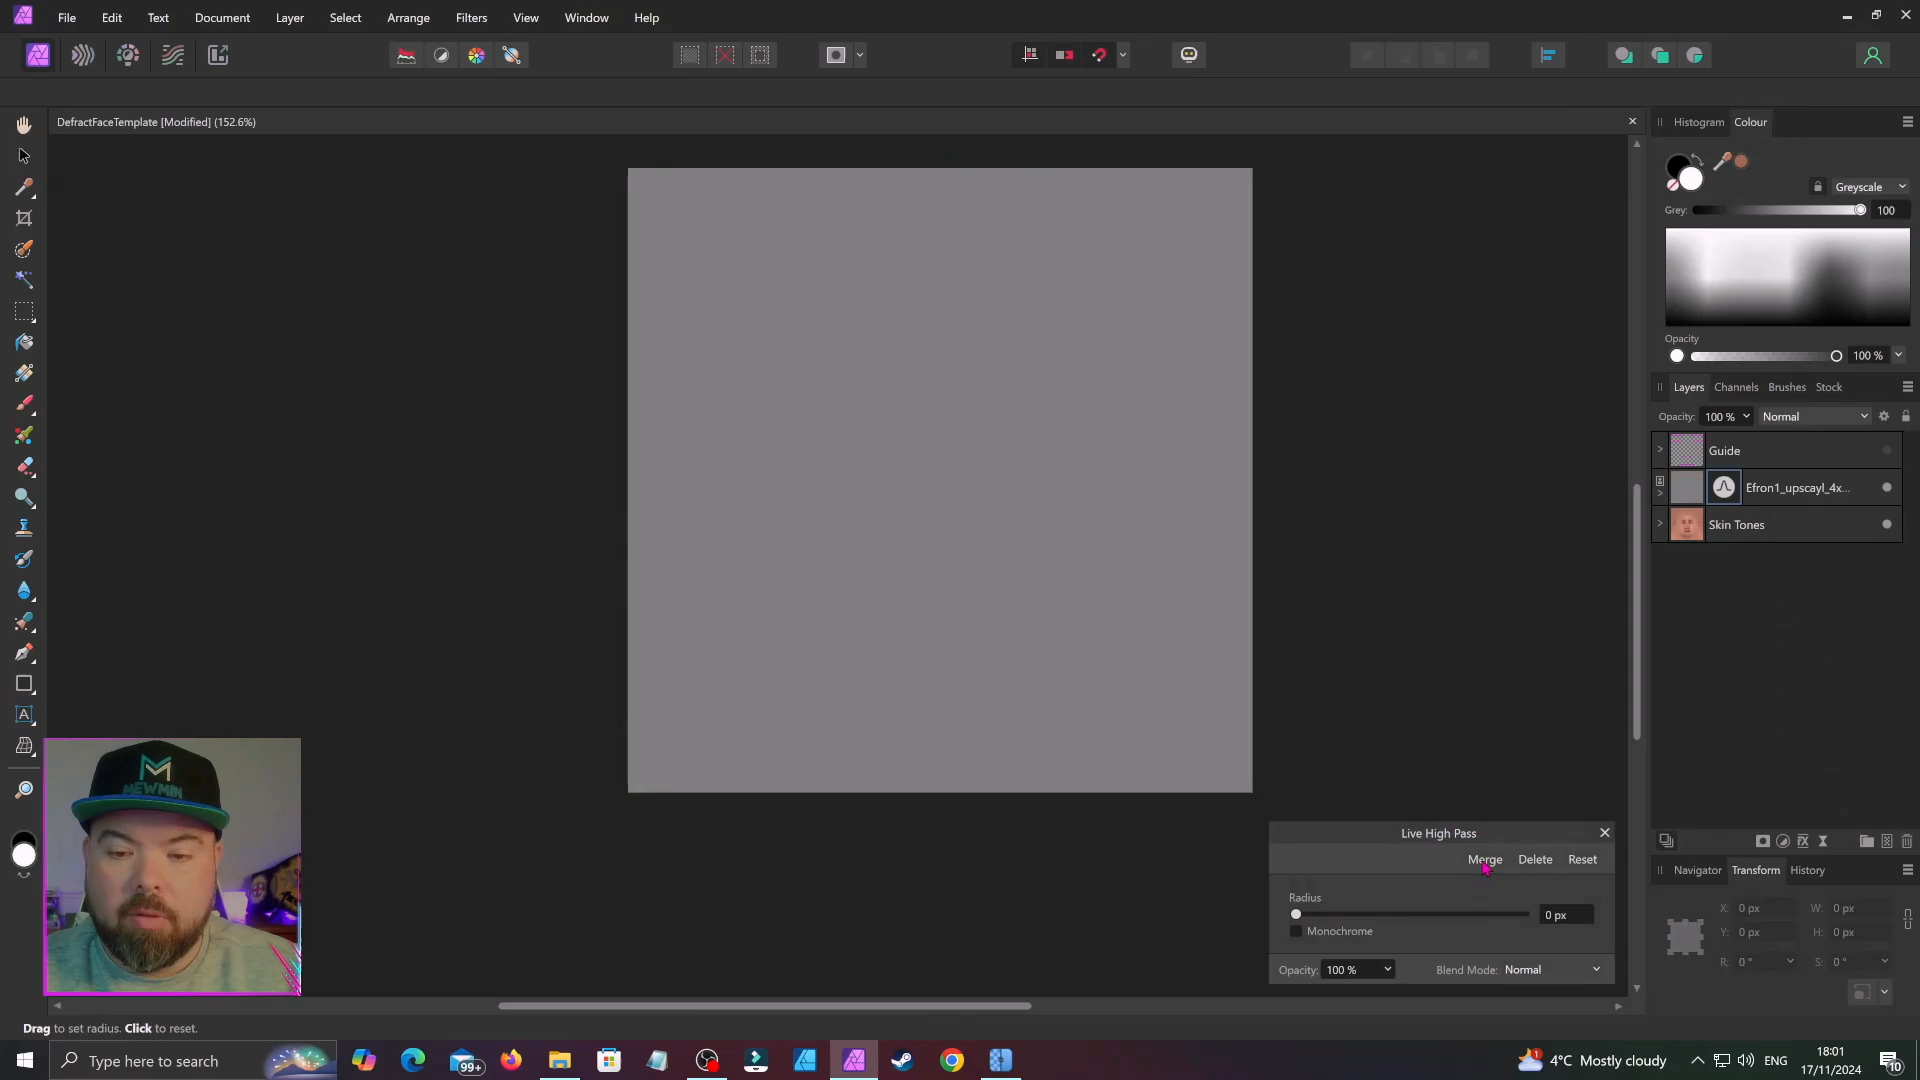 File Edit Text Document Layer Select Arrange Filters View Window Help
DefractFaceTemplate [Modified] (152.6%)
Histogram Colour
Greyscale
Grey: 100
Opacity
100 %
Layers Channels Brushes Stock
Opacity: 100 % Normal
Guide
Efron1_upscayl_4x...
Skin Tones
M
MEWMAN
Live High Pass
Merge Delete Reset
Radius
0 px
Monochrome
Opacity: 100 % Blend Mode: Normal
Navigator Transform History
X: 0 px W: 0 px
Y: 0 px H: 0 px
R: 0 ° S: 0 °
Drag to set radius. Click to reset.
Type here to search
99+
1
4°C Mostly cloudy
ENG
18:01
17/11/2024
10